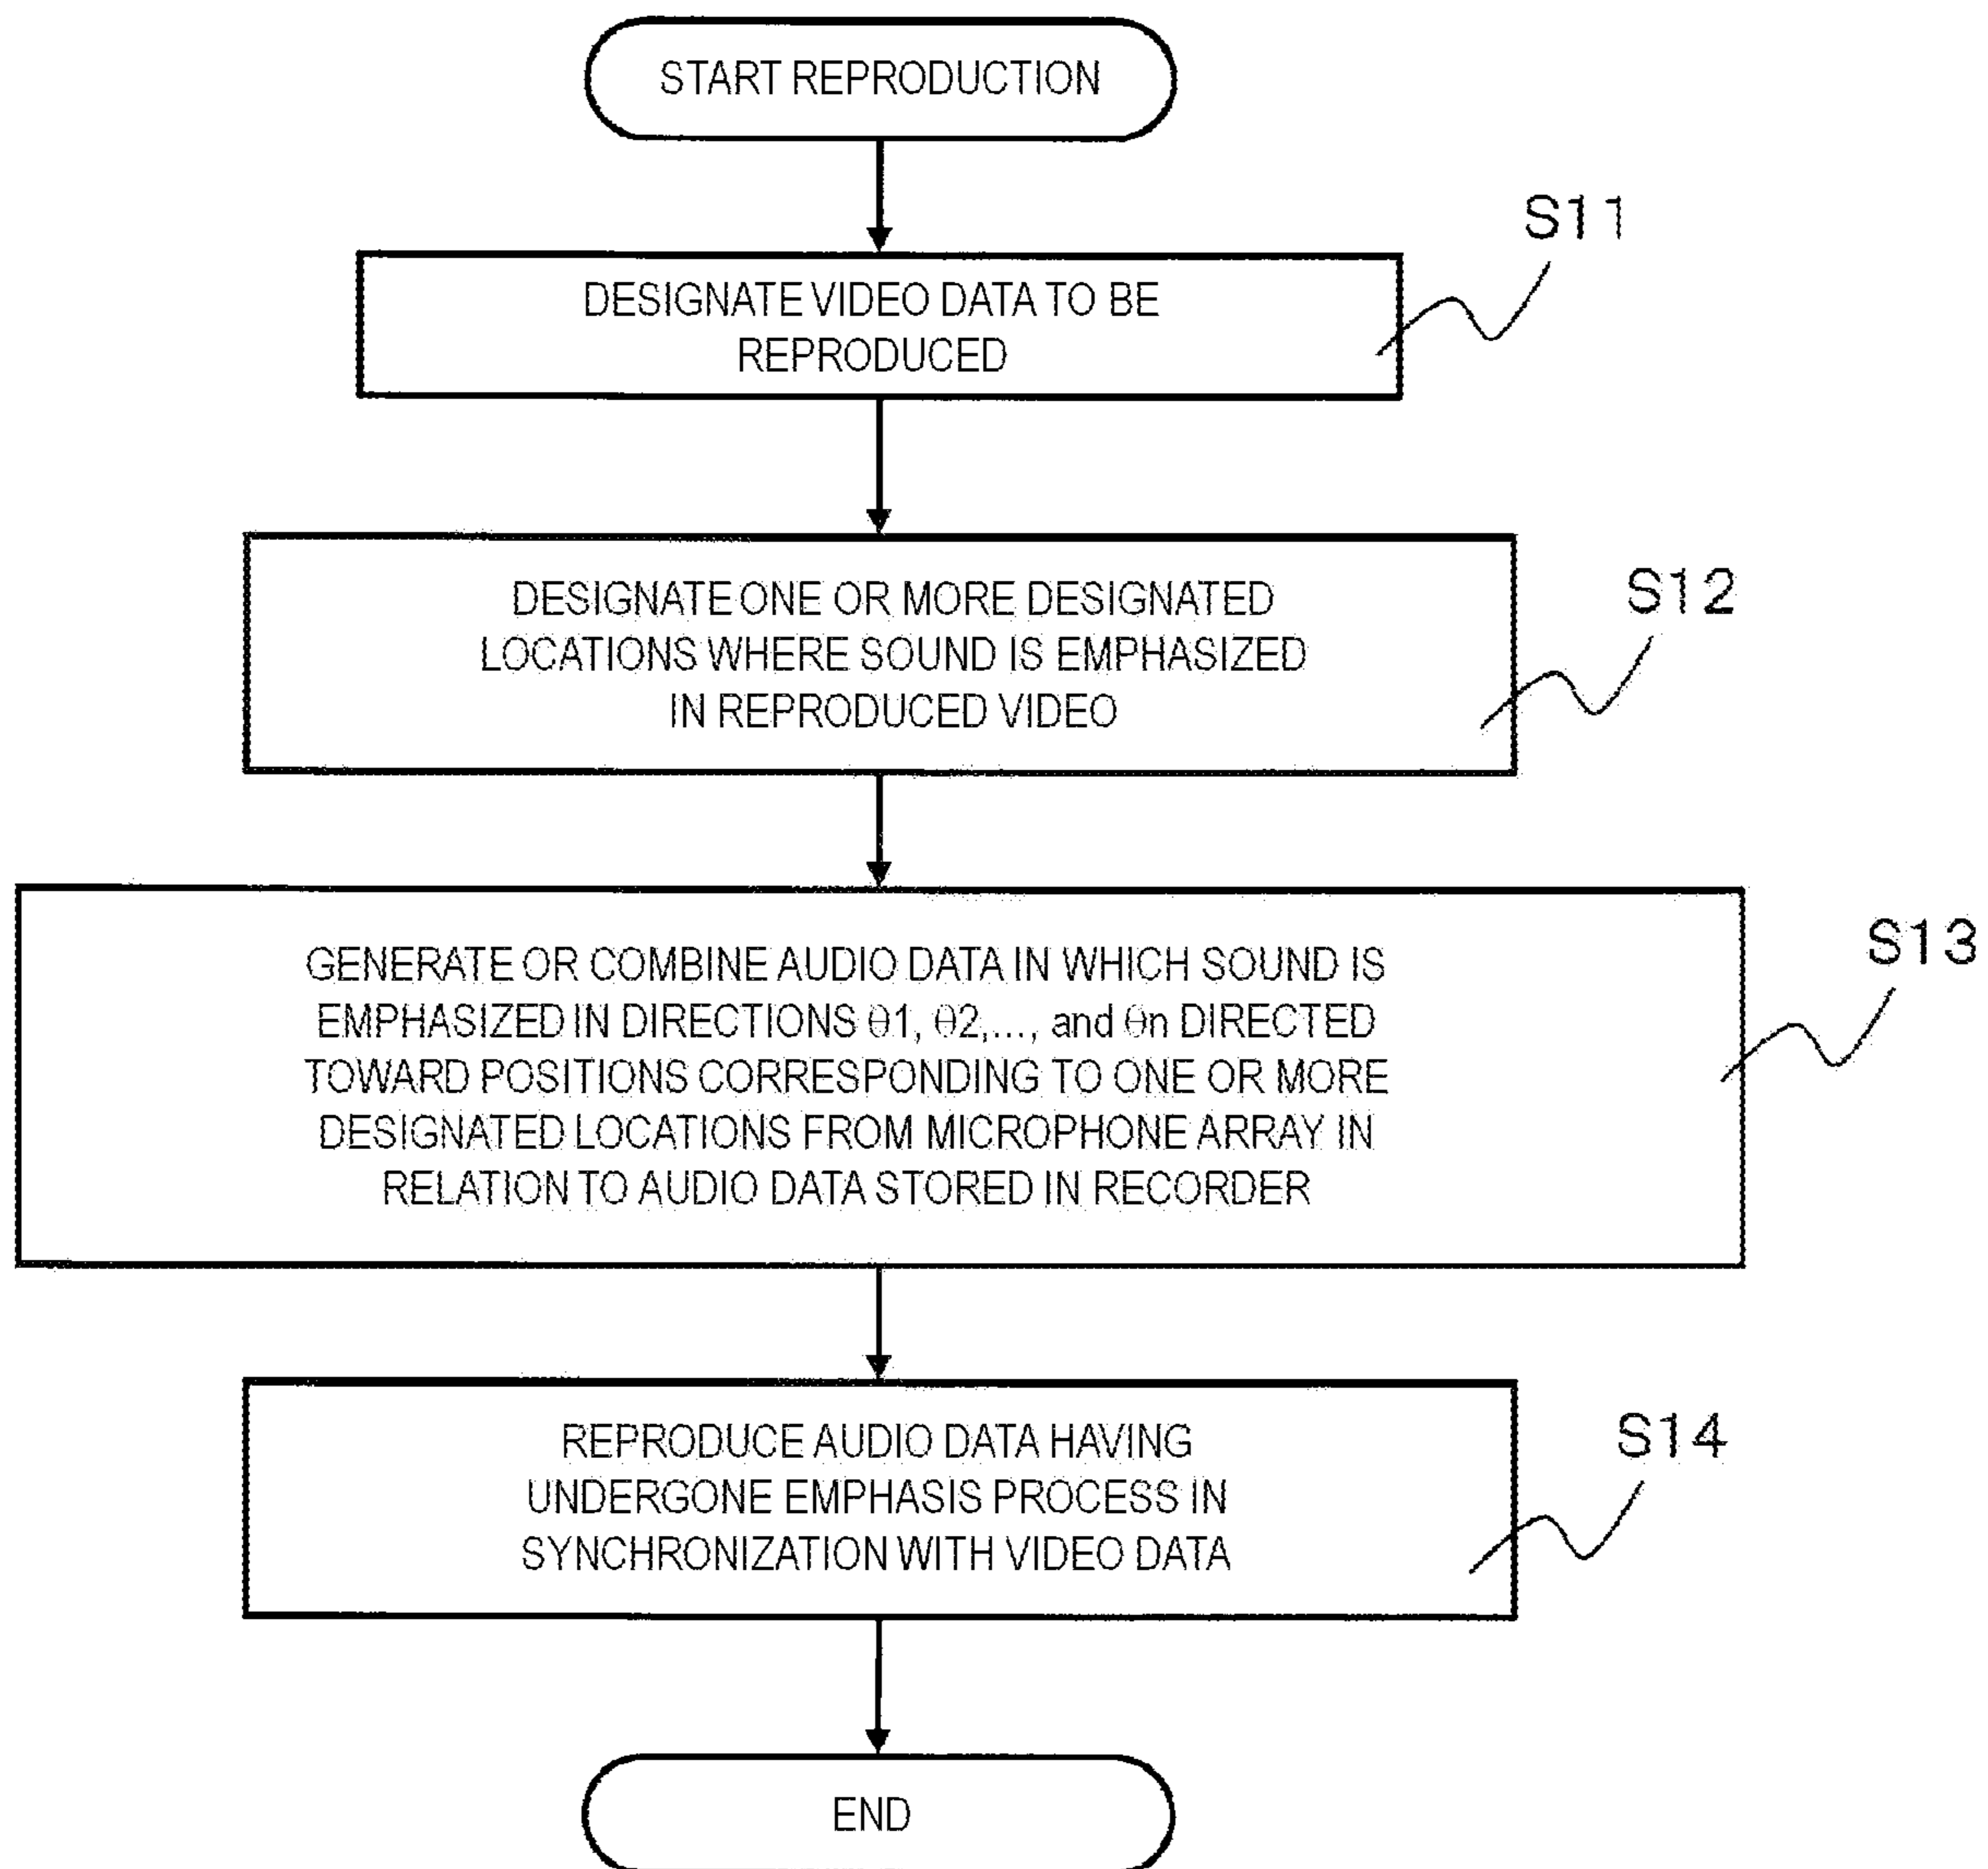 START REPRODUCTION
S11
DESIGNATE VIDEO DATA TO BE
REPRODUCED
S12
DESIGNATE ONE OR MORE DESIGNATED
LOCATIONS WHERE SOUND IS EMPHASIZED
IN REPRODUCED VIDEO
S13
GENERATE OR COMBINE AUDIO DATA IN WHICH SOUND IS
EMPHASIZED IN DIRECTIONS θ1, θ2,..., and θn DIRECTED
TOWARD POSITIONS CORRESPONDING TO ONE OR MORE
DESIGNATED LOCATIONS FROM MICROPHONE ARRAY IN
RELATION TO AUDIO DATA STORED IN RECORDER
S14
REPRODUCE AUDIO DATA HAVING
UNDERGONE EMPHASIS PROCESS IN
SYNCHRONIZATION WITH VIDEO DATA
END